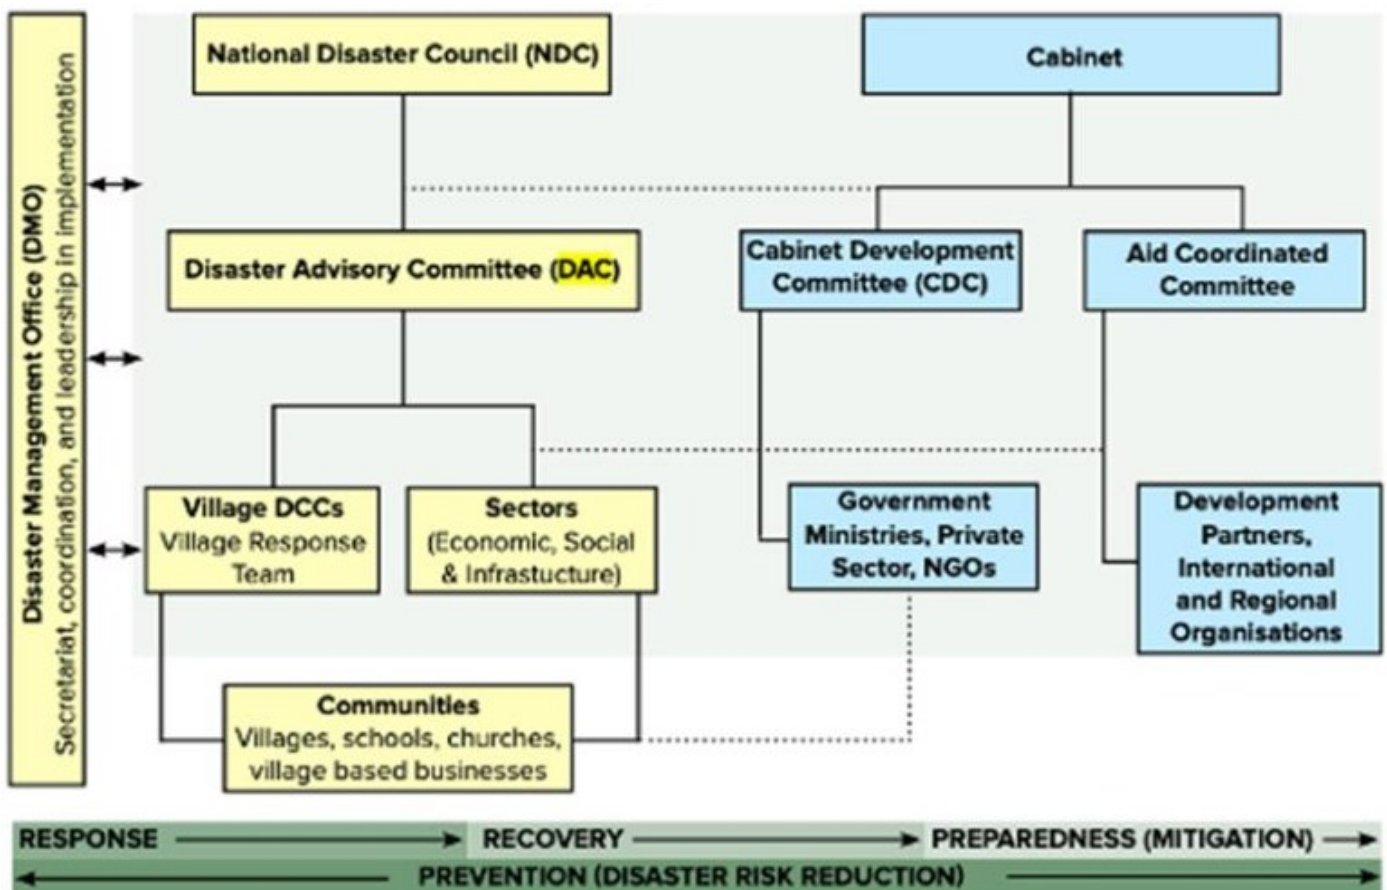 Disaster Management Office (DMO)
Secretariat, coordination, and leadership in implementation
National Disaster Council (NDC)
Cabinet
Disaster Advisory Committee (DAC)
Cabinet Development
Committee (CDC)
Aid Coordinated
Committee
Village DCCs
Village Response
Team
Sectors
(Economic, Social
& Infrastucture)
Government
Ministries, Private
Sector, NGOs
Development
Partners,
International
and Regional
Organisations
Communities
Villages, schools, churches,
village based businesses
RESPONSE
RECOVERY
PREPAREDNESS (MITIGATION)
PREVENTION (DISASTER RISK REDUCTION)